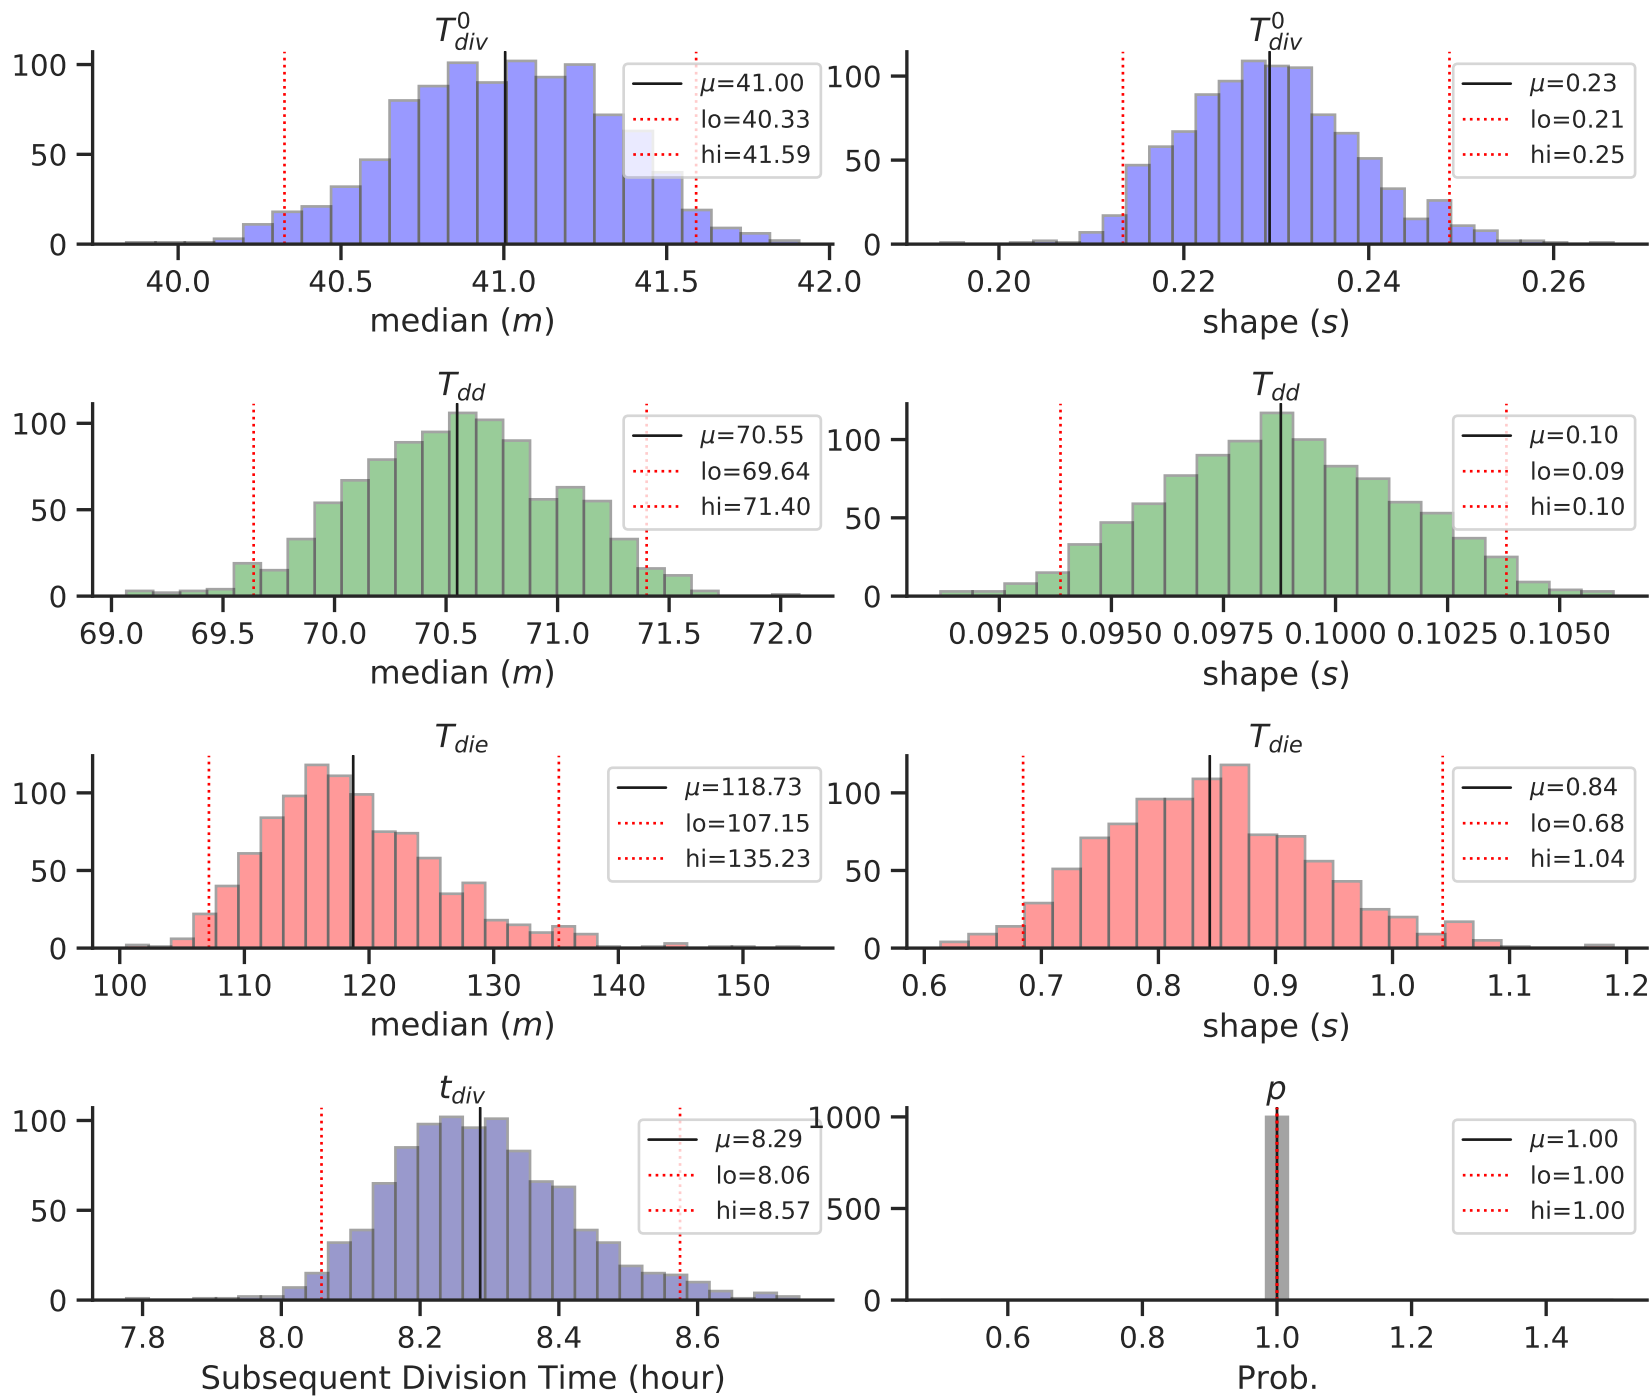 T⁰div
100
50
0
40.0 40.5 41.0 41.5 42.0
median (m)
μ=41.00
lo=40.33
hi=41.59
T⁰div
100
50
0
0.20 0.22 0.24 0.26
shape (s)
μ=0.23
lo=0.21
hi=0.25
Tdd
100
50
0
69.0 69.5 70.0 70.5 71.0 71.5 72.0
median (m)
μ=70.55
lo=69.64
hi=71.40
Tdd
100
50
0
0.0925 0.0950 0.0975 0.1000 0.1025 0.1050
shape (s)
μ=0.10
lo=0.09
hi=0.10
Tdie
100
50
0
100 110 120 130 140 150
median (m)
μ=118.73
lo=107.15
hi=135.23
Tdie
100
50
0
0.6 0.7 0.8 0.9 1.0 1.1 1.2
shape (s)
μ=0.84
lo=0.68
hi=1.04
tdiv
100
50
0
7.8 8.0 8.2 8.4 8.6
Subsequent Division Time (hour)
μ=8.29
lo=8.06
hi=8.57
p
1000
500
0
0.6 0.8 1.0 1.2 1.4
Prob.
μ=1.00
lo=1.00
hi=1.00